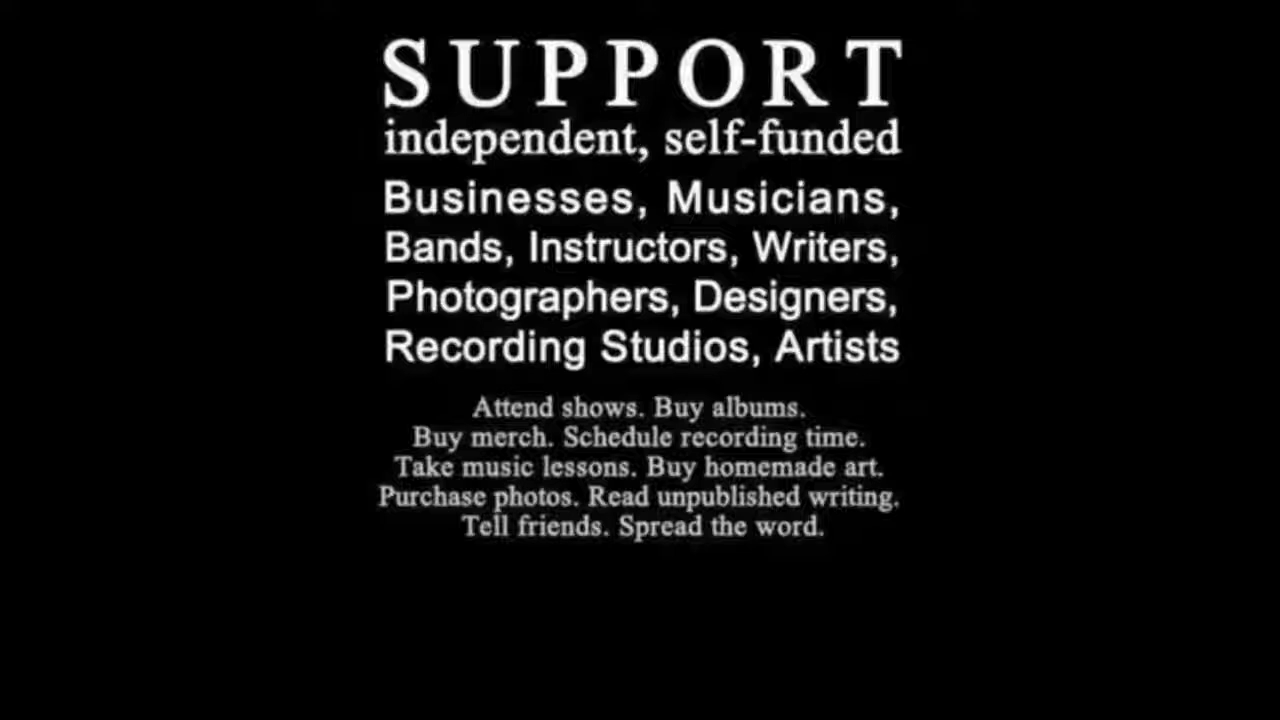 SUPPORT
independent, self-funded
Businesses, Musicians,
Bands, Instructors, Writers,
Photographers, Designers,
Recording Studios, Artists
Attend shows. Buy albums.
Buy merch. Schedule recording time.
Take music lessons. Buy homemade art.
Purchase photos. Read unpublished writing.
Tell friends. Spread the word.